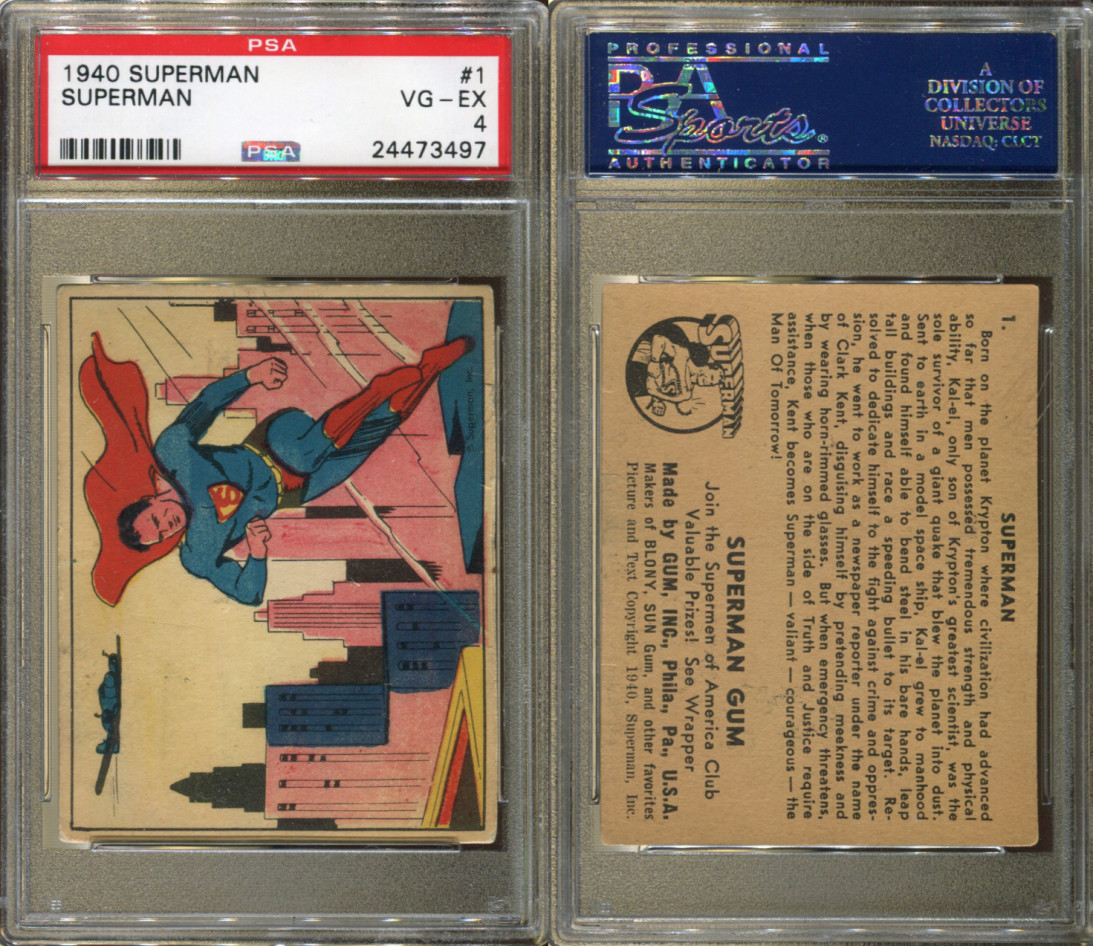 PSA
1940 SUPERMAN #1
SUPERMAN VG – EX
4
PSA 24473497
© Superman, Inc.
S
PROFESSIONAL
PSA
Sports®
AUTHENTICATOR
A
DIVISION OF
COLLECTORS
UNIVERSE
NASDAQ: CLCT
1.
SUPERMAN
Born on the planet Krypton where civilization had advanced
so far that men possessed tremendous strength and physical
ability, Kal-el, only son of Krypton's greatest scientist, was the
sole survivor of a giant quake that blew the planet into dust.
Sent to earth in a model space ship, Kal-el grew to manhood
and found himself able to bend steel in his bare hands, leap
tall buildings and race a speeding bullet to its target. Re-
solved to dedicate himself to the fight against crime and oppres-
sion, he went to work as a newspaper reporter under the name
of Clark Kent, disguising himself by pretending meekness and
by wearing horn-rimmed glasses. But when emergency threatens,
when those who are on the side of Truth and Justice require
assistance, Kent becomes Superman — valiant — courageous — the
Man Of Tomorrow!
SUPERMAN
SUPERMAN GUM
Join the Supermen of America Club
Valuable Prizes! See Wrapper
Made by GUM, INC., Phila., Pa., U.S.A.
Makers of BLONY, SUN Gum, and other favorites
Picture and Text Copyright 1940, Superman, Inc.